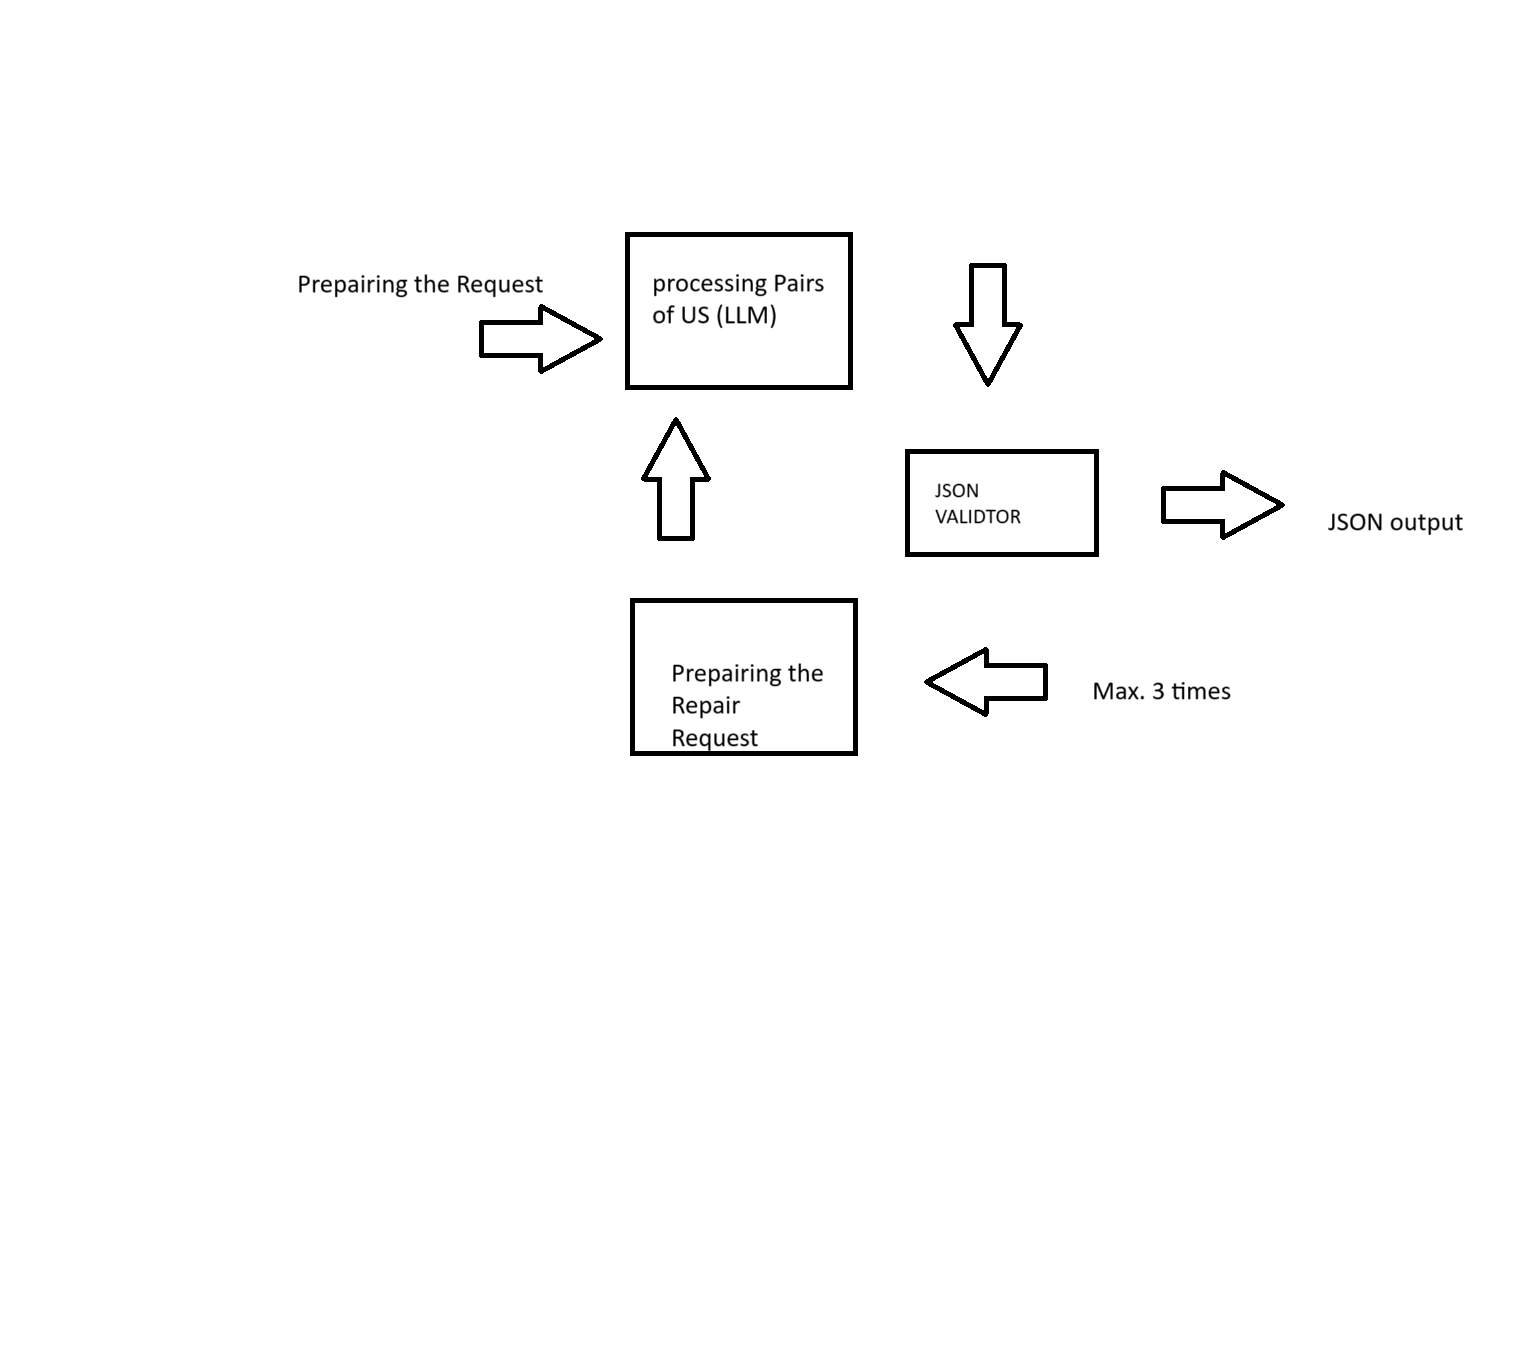 Prepairing the Request
processing Pairs
of US (LLM)
JSON
VALIDTOR
JSON output
Prepairing the
Repair
Request
Max. 3 times